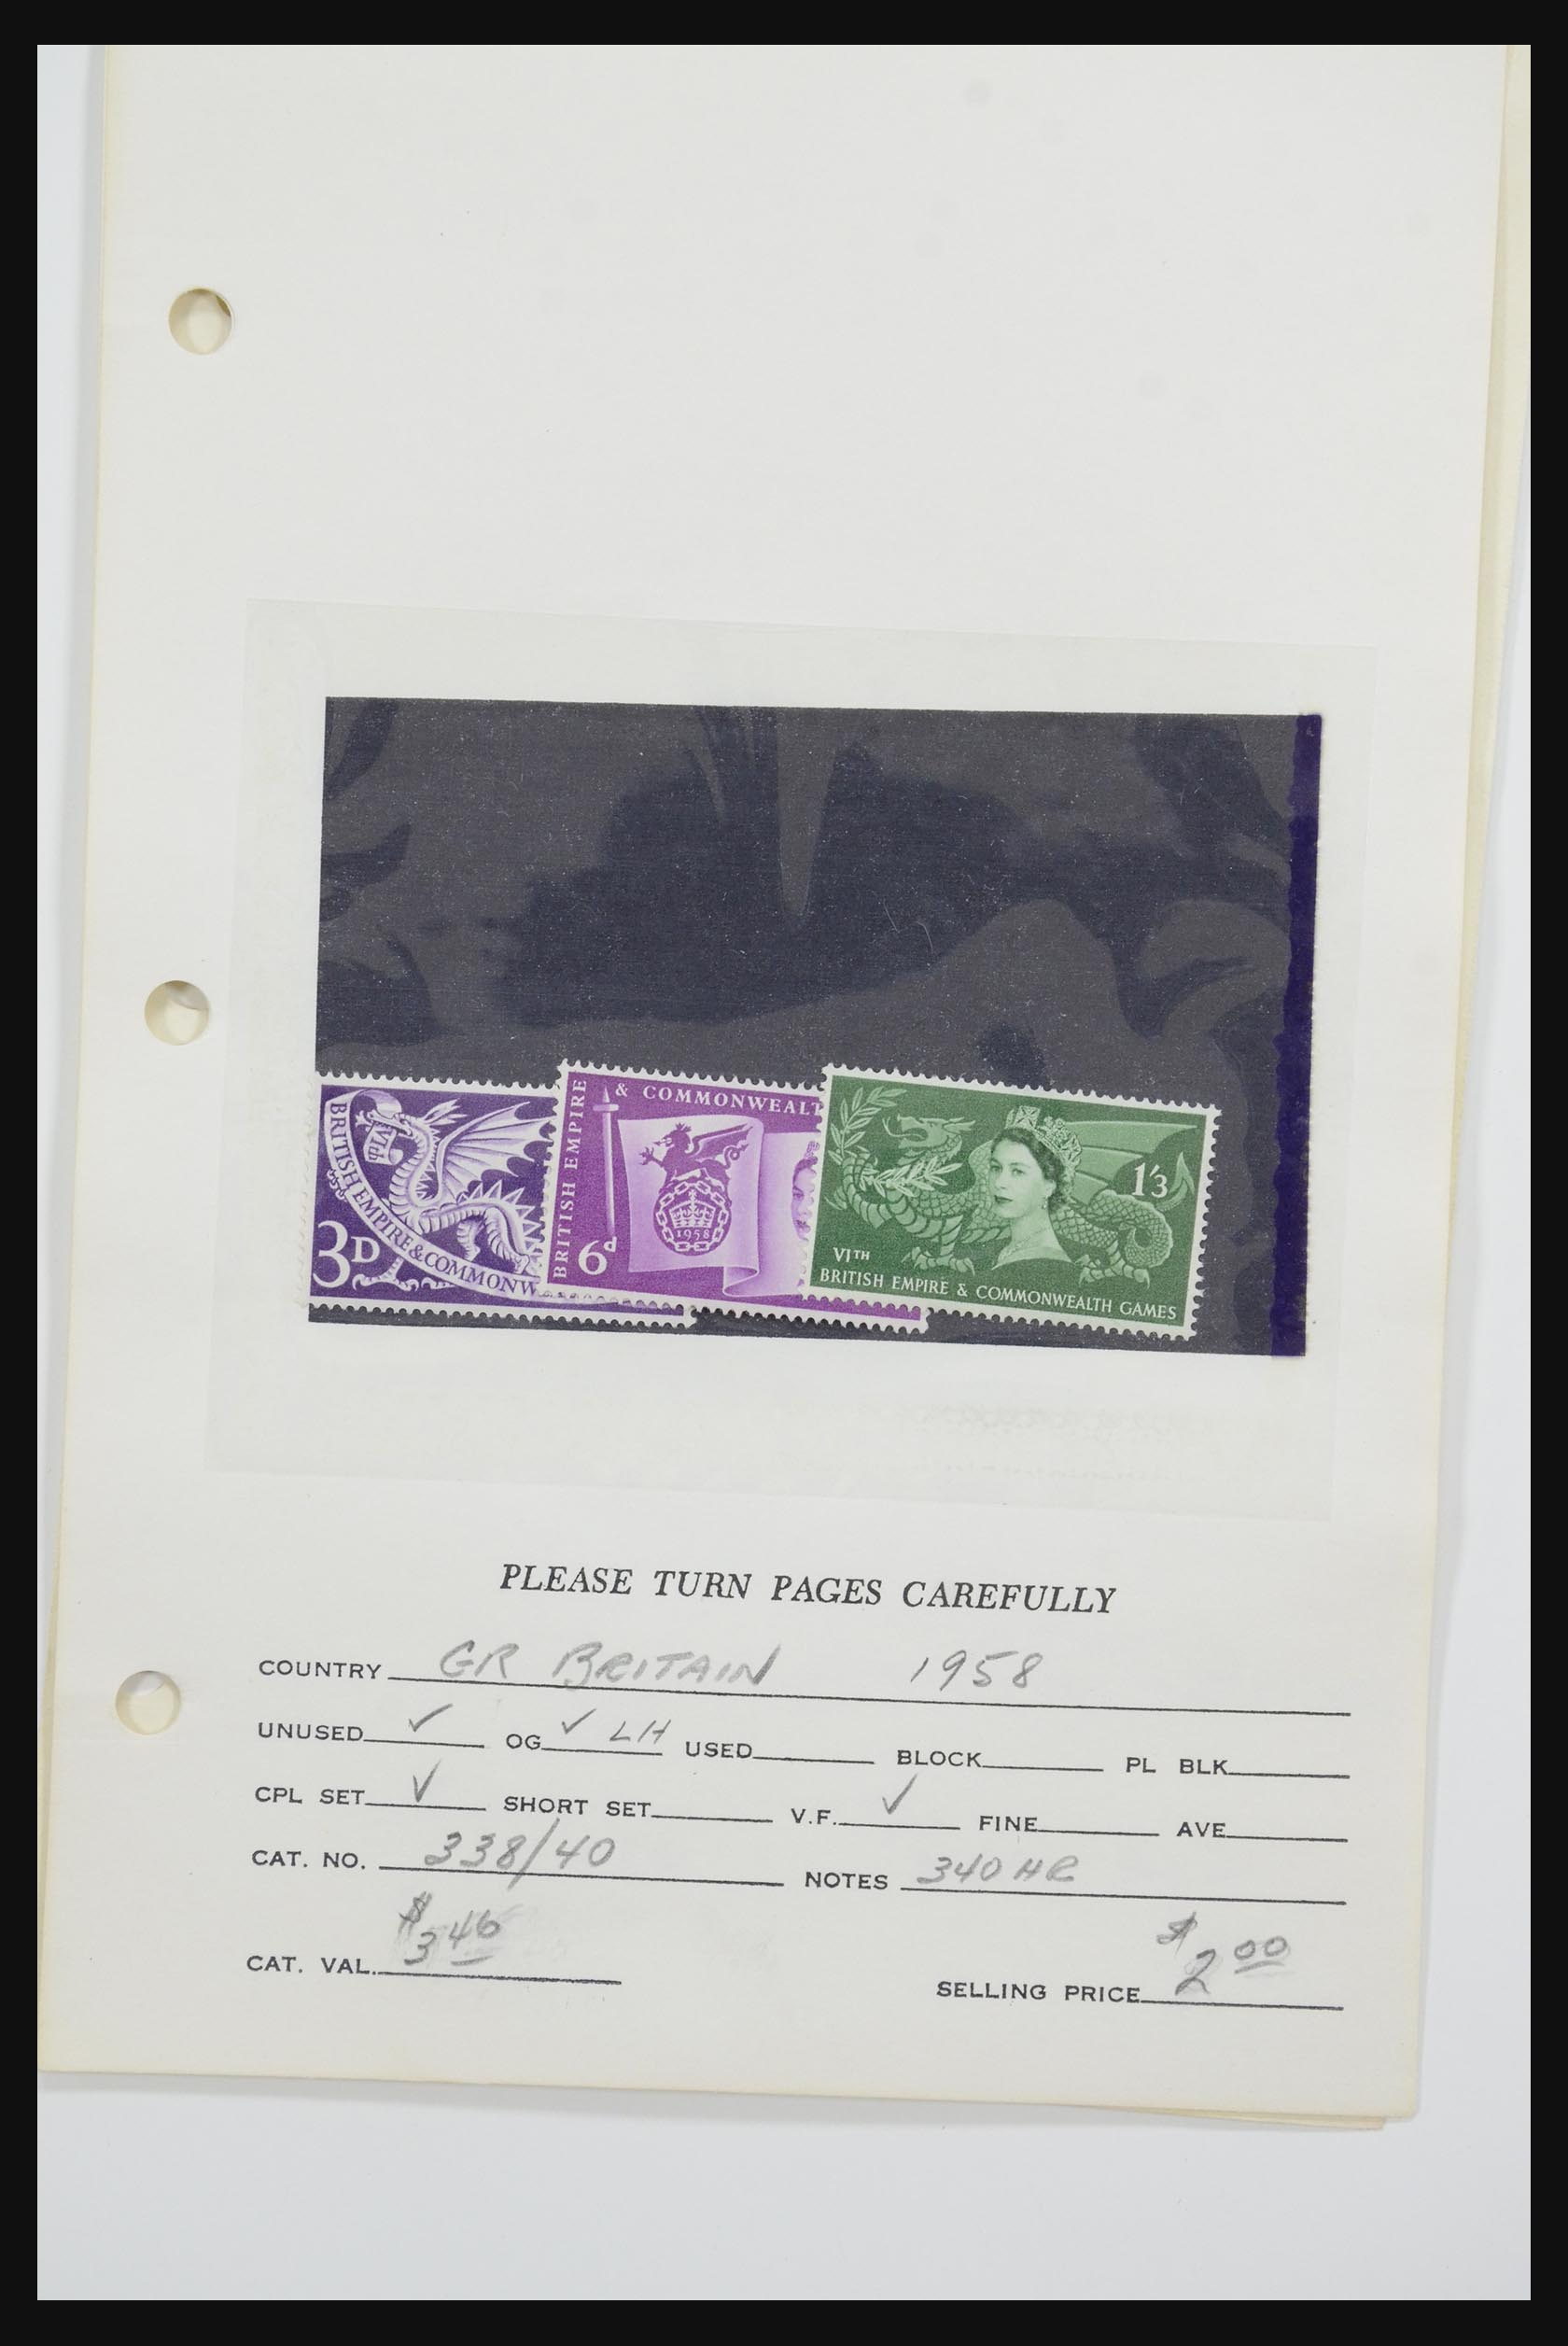 BRITISH EMPIRE & COMMONW
VITH
3D
BRITISH EMPIRE & COMMONWEALT
1958
6d
1'3
VITH
BRITISH EMPIRE & COMMONWEALTH GAMES
PLEASE TURN PAGES CAREFULLY
COUNTRY GR BRITAIN 1958
UNUSED ✓ OG ✓ LH USED BLOCK PL BLK
CPL SET ✓ SHORT SET V.F. ✓ FINE AVE
CAT. NO. 338/40 NOTES 340 HR
CAT. VAL. $3 46 SELLING PRICE $2 00